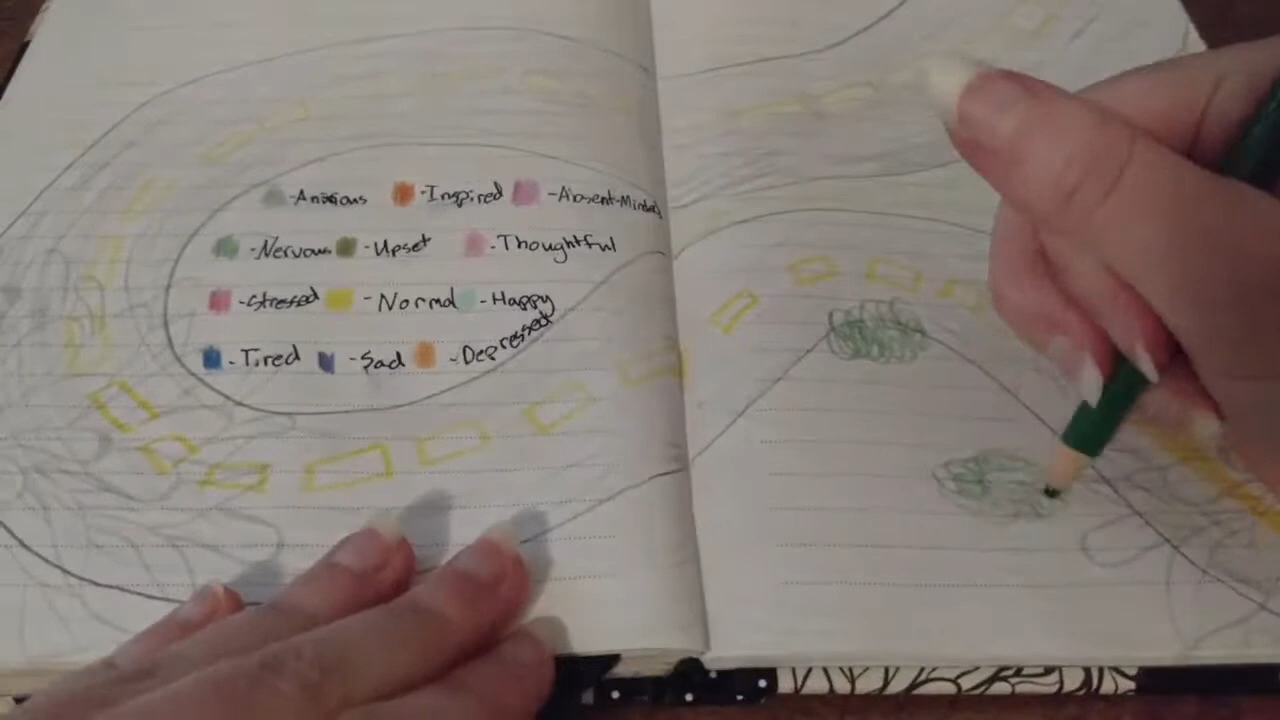 -Anxious -Inspired -Absent-Minded
-Nervous -Upset -Thoughtful
-Stressed -Normal -Happy
-Tired -Sad -Depressed